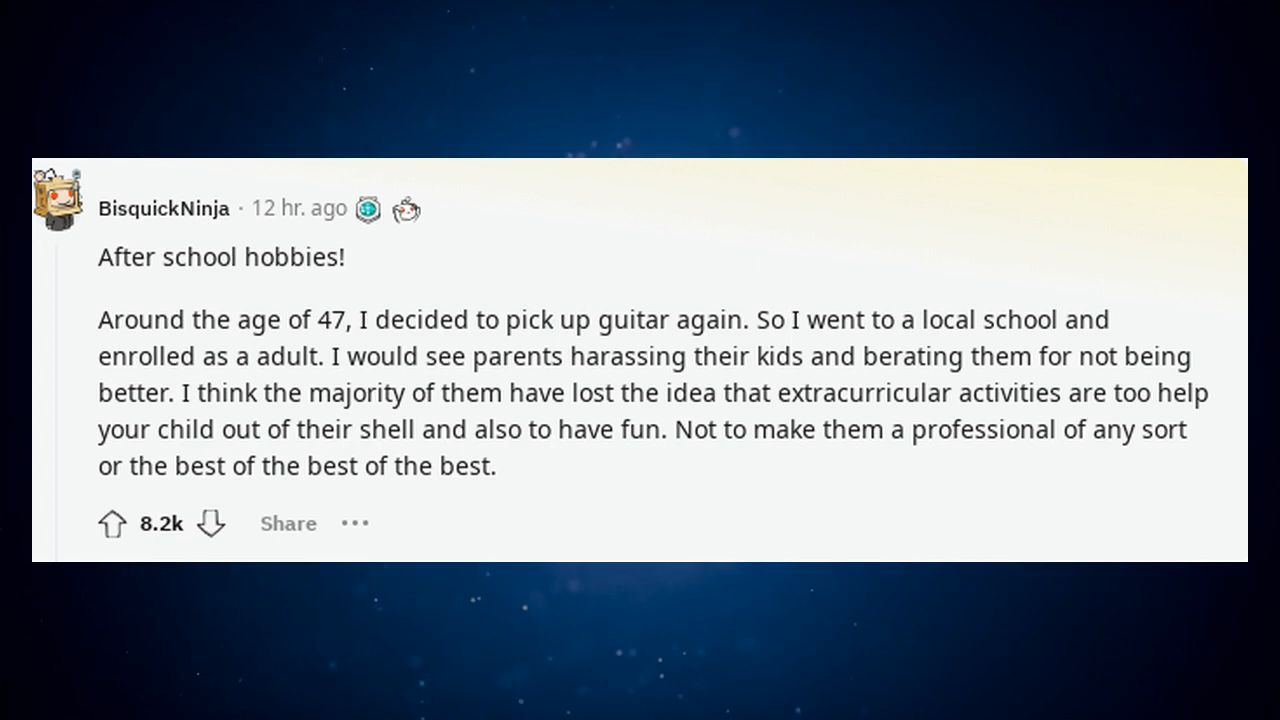 BisquickNinja · 12 hr. ago
After school hobbies!
Around the age of 47, I decided to pick up guitar again. So I went to a local school and
enrolled as a adult. I would see parents harassing their kids and berating them for not being
better. I think the majority of them have lost the idea that extracurricular activities are too help
your child out of their shell and also to have fun. Not to make them a professional of any sort
or the best of the best of the best.
8.2k Share ···